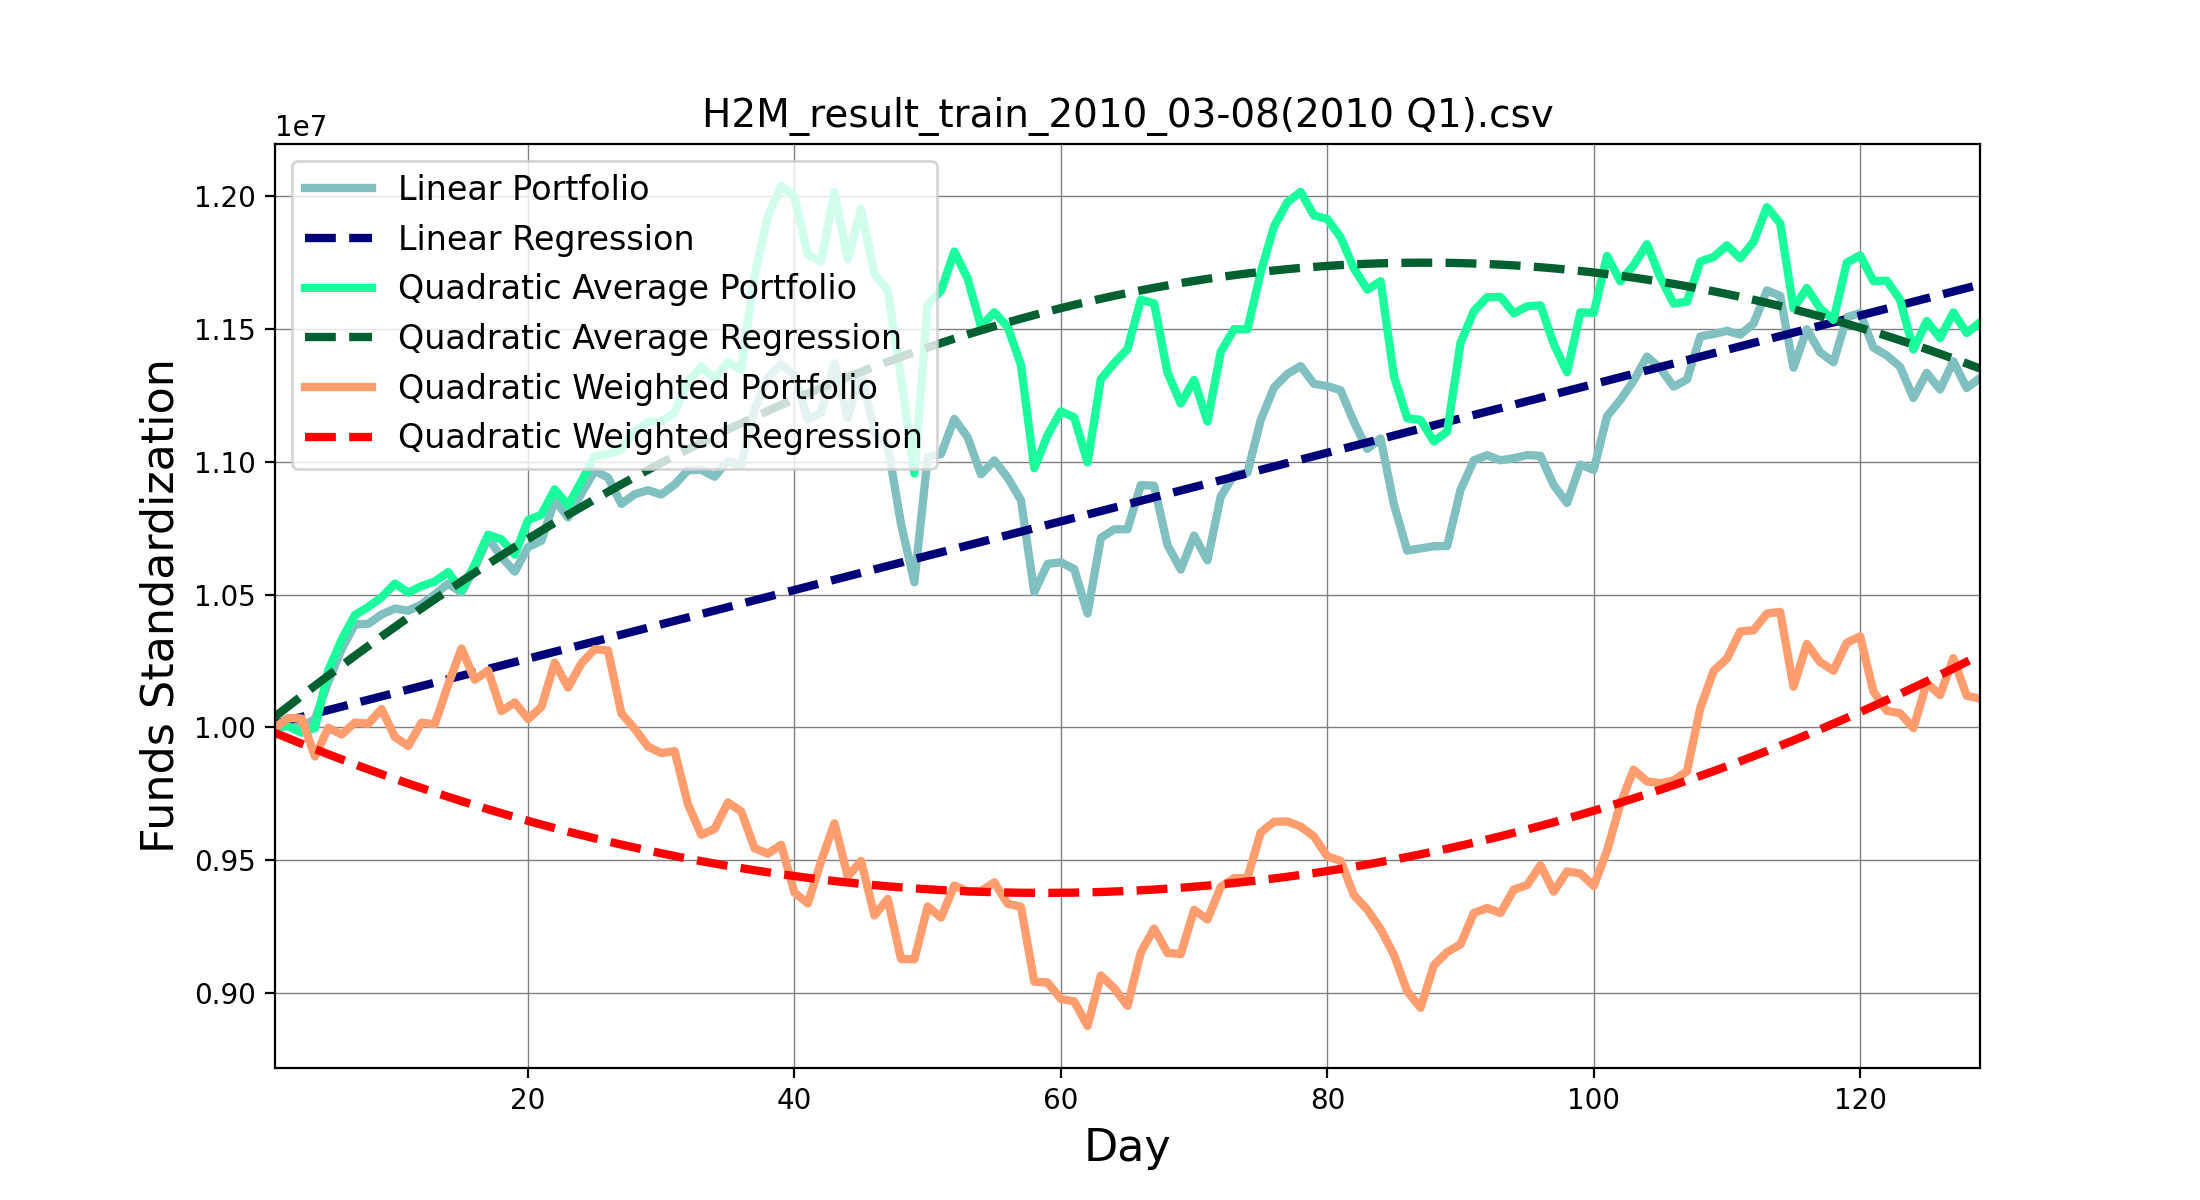 H2M_result_train_2010_03-08(2010 Q1).csv
1e7
Linear Portfolio
Linear Regression
Quadratic Average Portfolio
Quadratic Average Regression
Quadratic Weighted Portfolio
Quadratic Weighted Regression
Funds Standardization
1.20
1.15
1.10
1.05
1.00
0.95
0.90
20 40 60 80 100 120
Day